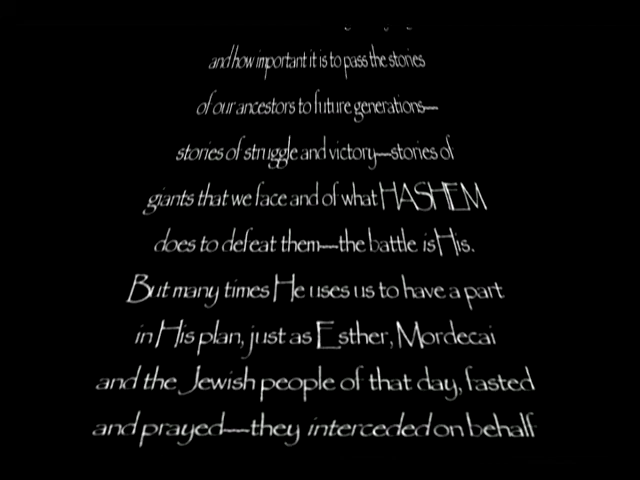 and how important it is to pass the stories
of our ancestors to future generations—
stories of struggle and victory—stories of
giants that we face and of what HASHEM
does to defeat them—the battle is His.
But many times He uses us to have a part
in His plan, just as Esther, Mordecai
and the Jewish people of that day, fasted
and prayed—they interceded on behalf